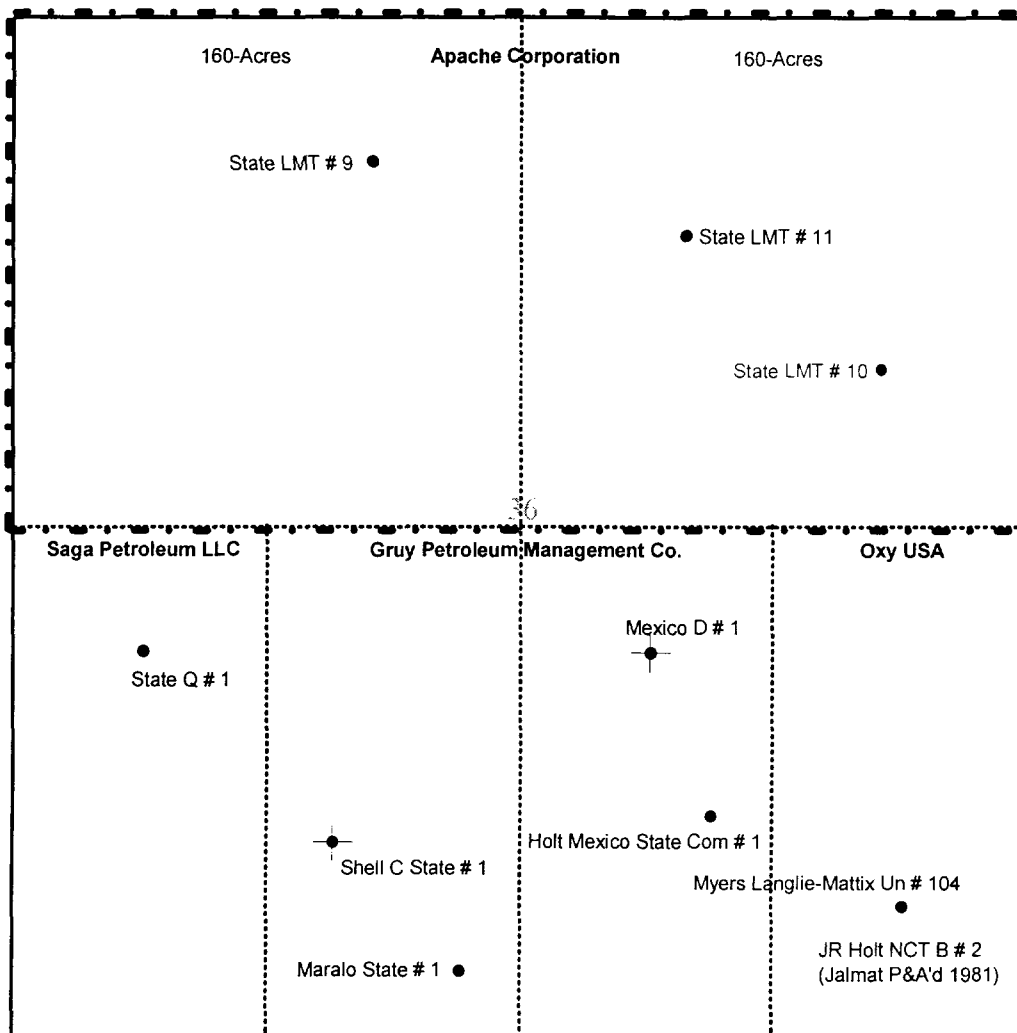 160-Acres
Apache Corporation
160-Acres
State LMT # 9
State LMT # 11
State LMT # 10
36
Saga Petroleum LLC
Gruy Petroleum Management Co.
Oxy USA
Mexico D # 1
State Q # 1
Holt Mexico State Com # 1
Shell C State # 1
Myers Langlie-Mattix Un # 104
JR Holt NCT B # 2
(Jalmat P&A'd 1981)
Maralo State # 1